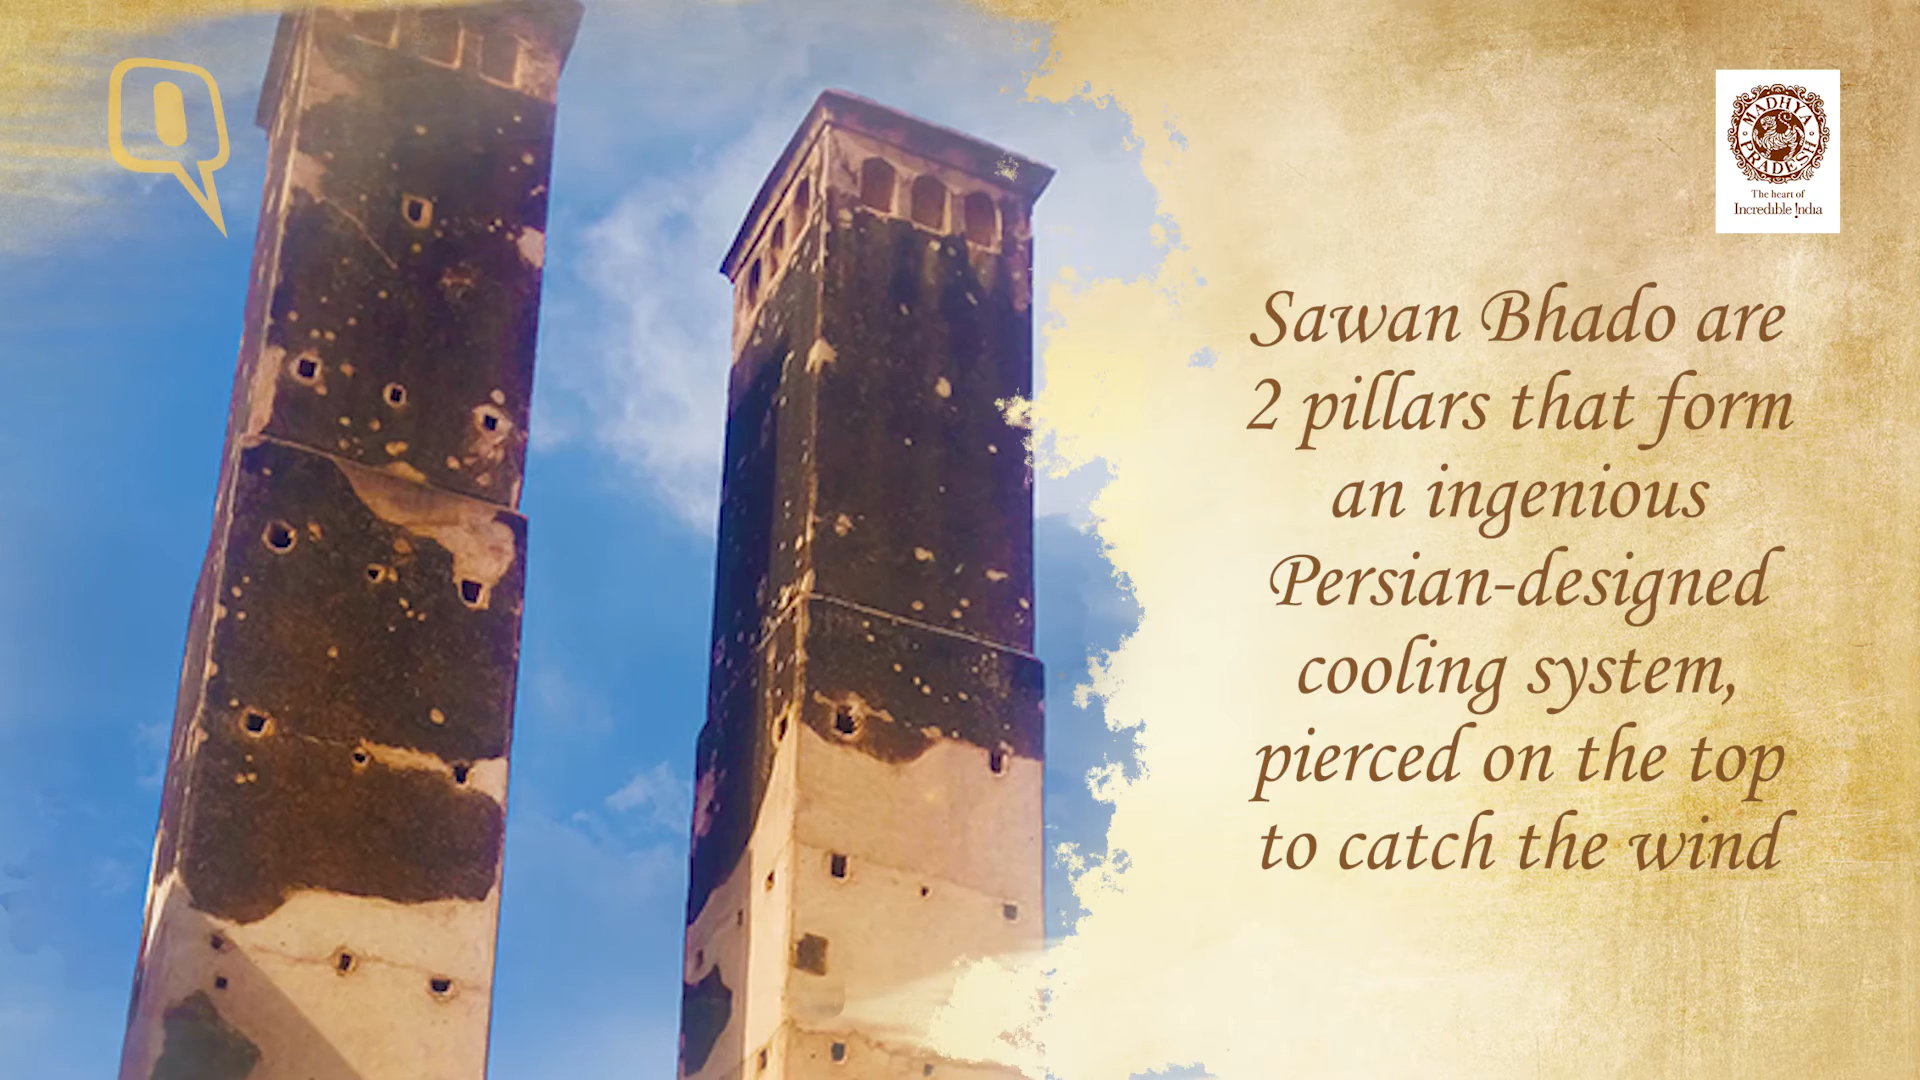 MADHYA PRADESH
The heart of
Incredible !ndia
Sawan Bhado are
2 pillars that form
an ingenious
Persian-designed
cooling system,
pierced on the top
to catch the wind